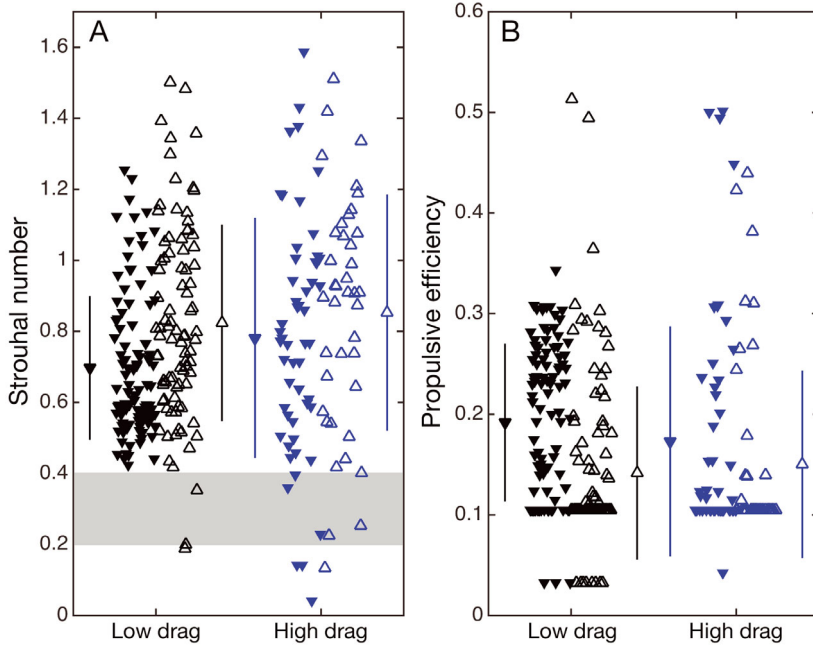 A
Strouhal number
1.6
1.4
1.2
1
0.8
0.6
0.4
0.2
0
Low drag
High drag
B
Propulsive efficiency
0.6
0.5
0.4
0.3
0.2
0.1
0
Low drag
High drag